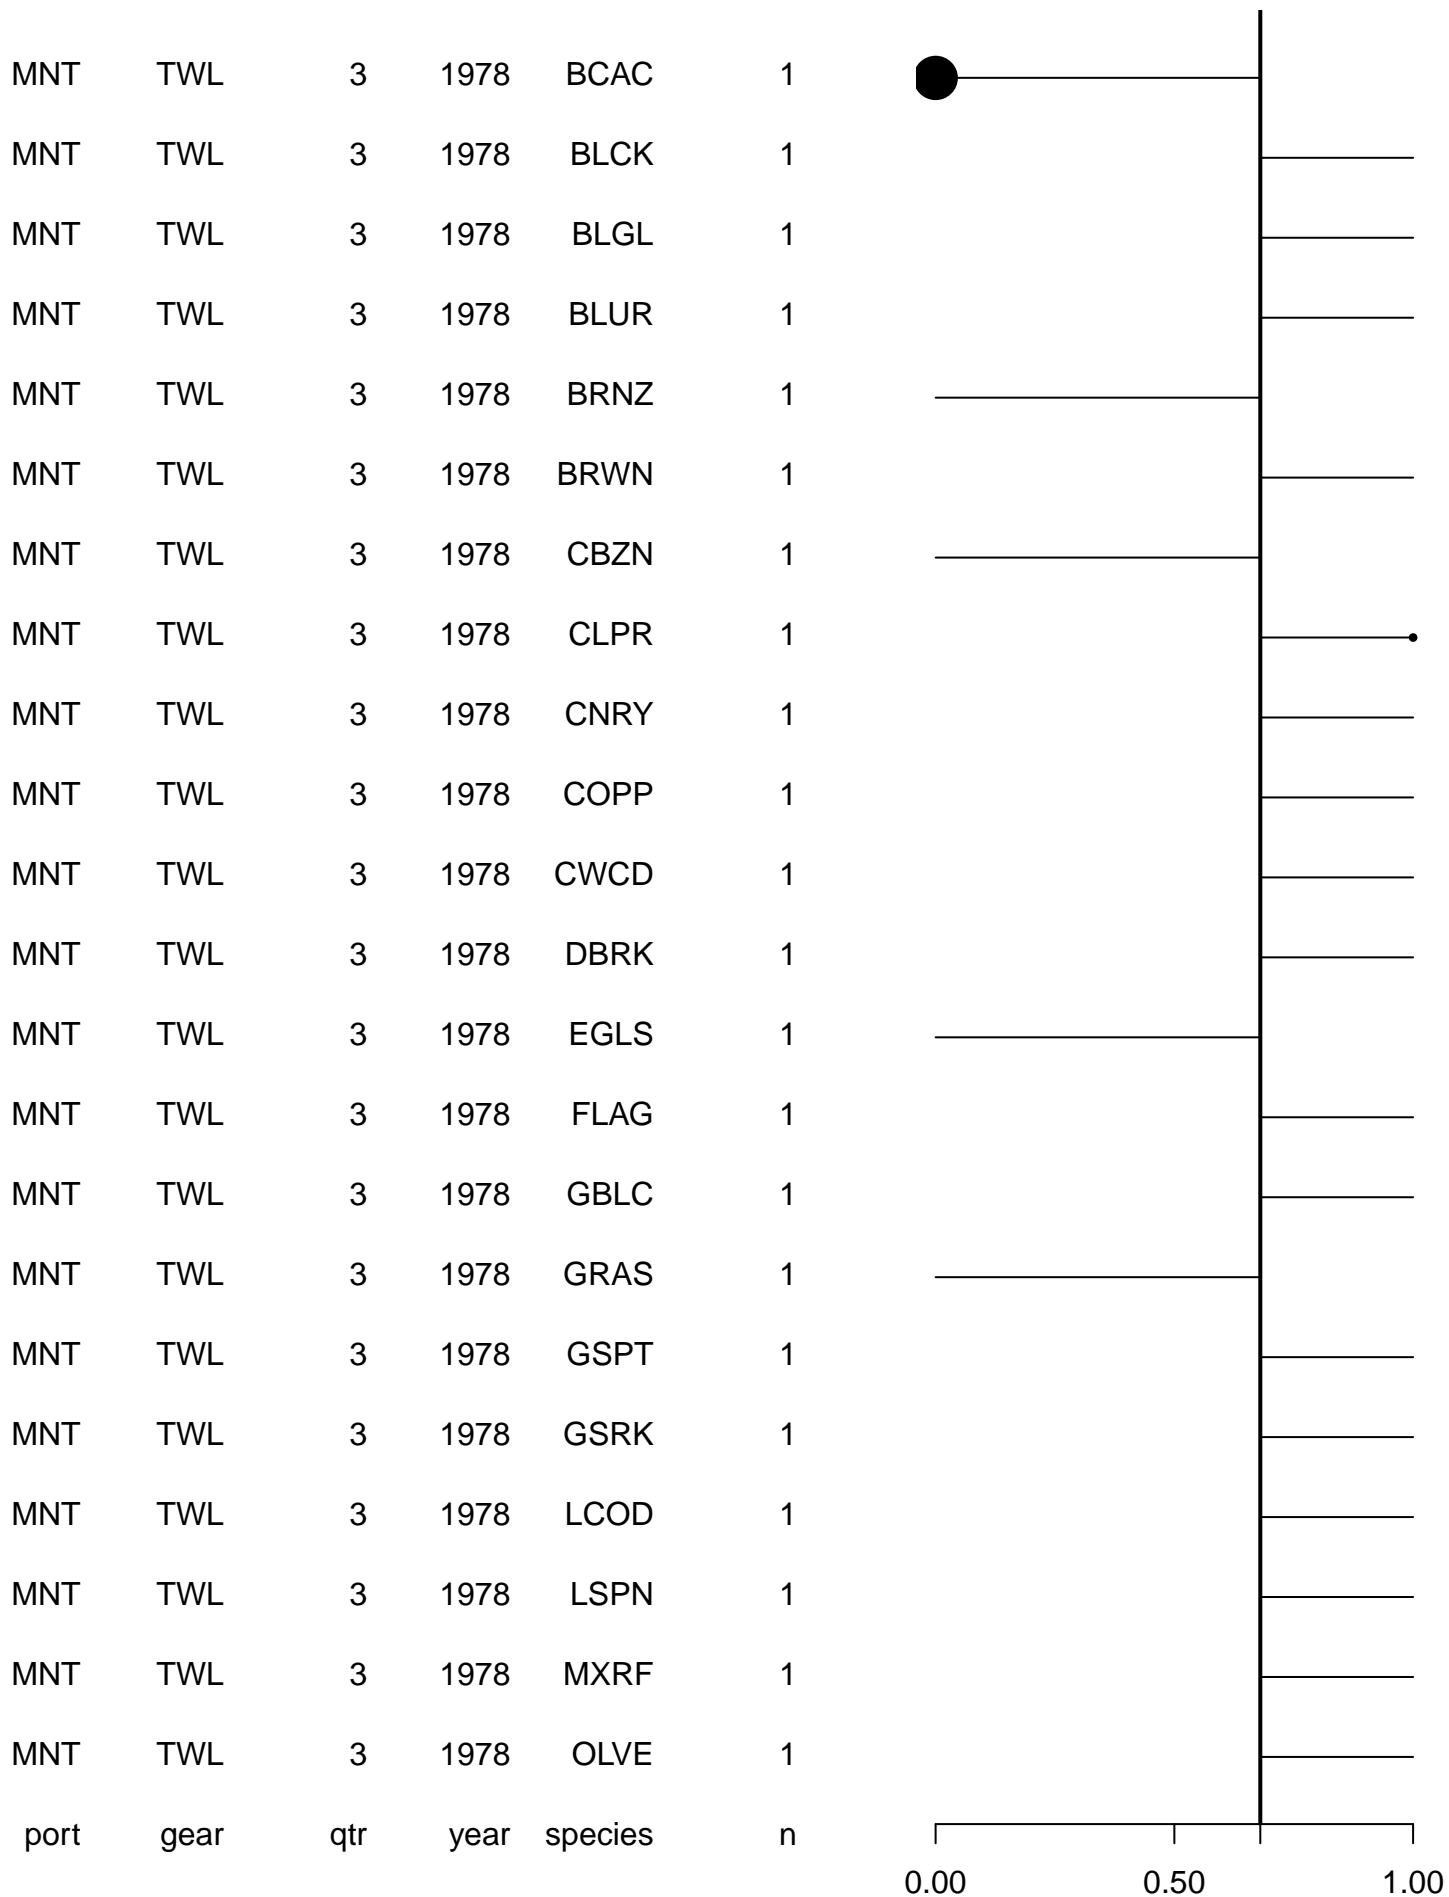 MNT TWL 3 1978 BCAC 1
MNT TWL 3 1978 BLCK 1
MNT TWL 3 1978 BLGL 1
MNT TWL 3 1978 BLUR 1
MNT TWL 3 1978 BRNZ 1
MNT TWL 3 1978 BRWN 1
MNT TWL 3 1978 CBZN 1
MNT TWL 3 1978 CLPR 1
MNT TWL 3 1978 CNRY 1
MNT TWL 3 1978 COPP 1
MNT TWL 3 1978 CWCD 1
MNT TWL 3 1978 DBRK 1
MNT TWL 3 1978 EGLS 1
MNT TWL 3 1978 FLAG 1
MNT TWL 3 1978 GBLC 1
MNT TWL 3 1978 GRAS 1
MNT TWL 3 1978 GSPT 1
MNT TWL 3 1978 GSRK 1
MNT TWL 3 1978 LCOD 1
MNT TWL 3 1978 LSPN 1
MNT TWL 3 1978 MXRF 1
MNT TWL 3 1978 OLVE 1
port gear qtr year species n
0.00 0.50 1.00